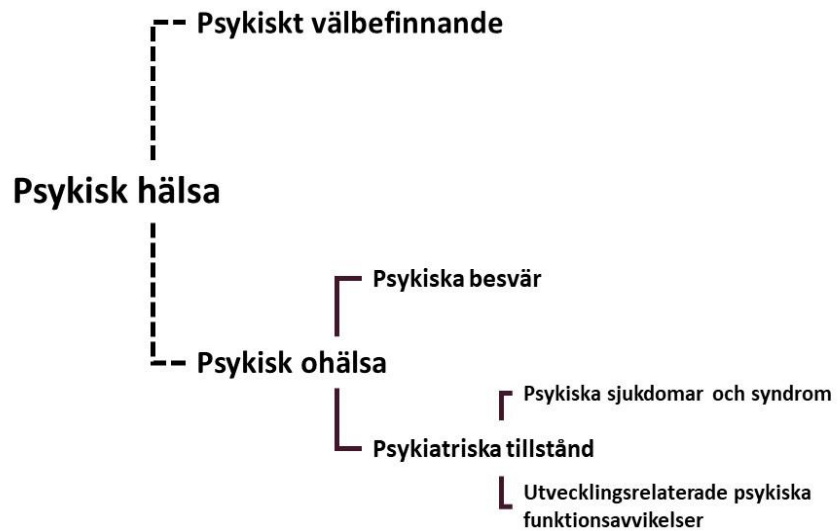 Psykiskt välbefinnande
Psykisk hälsa
Psykiska besvär
Psykisk ohälsa
Psykiska sjukdomar och syndrom
Psykiatriska tillstånd
Utvecklingsrelaterade psykiska
funktionsavvikelser